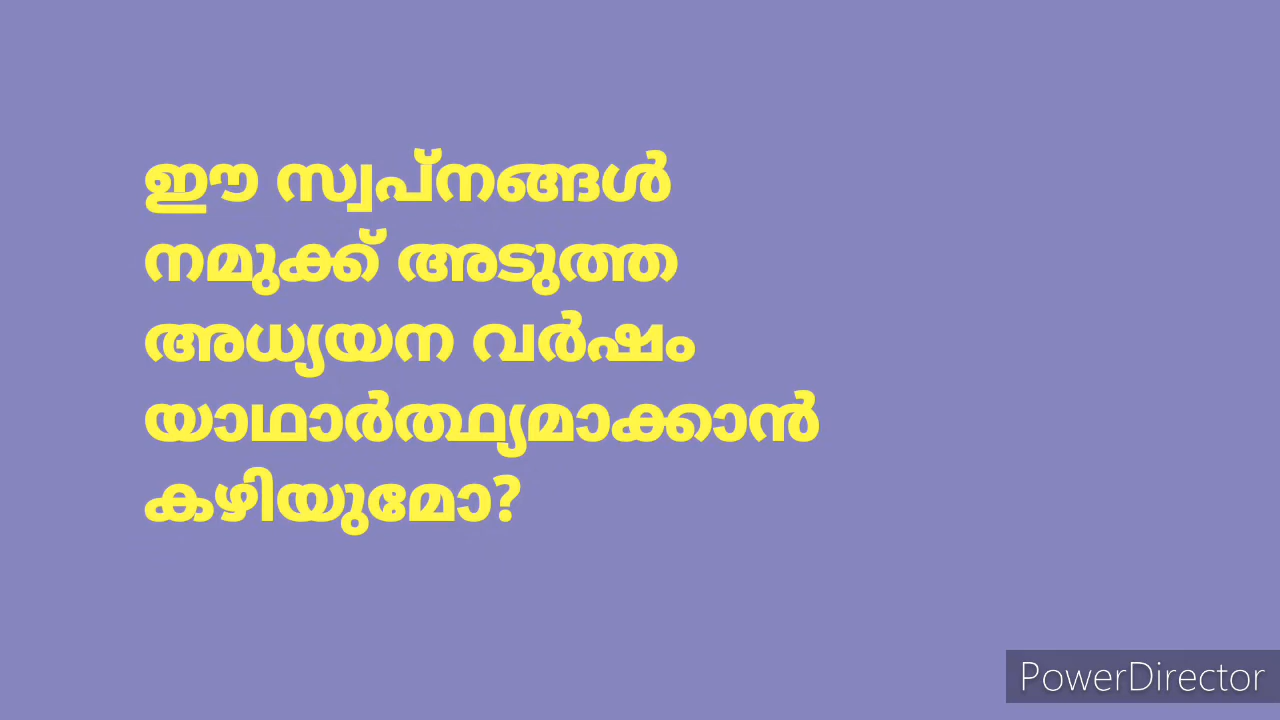 ഈ സ്വപ്നങ്ങൾ
നമുക്ക് അടുത്ത
അധ്യയന വർഷം
യാഥാർത്ഥ്യമാക്കാൻ
കഴിയുമോ?
PowerDirector